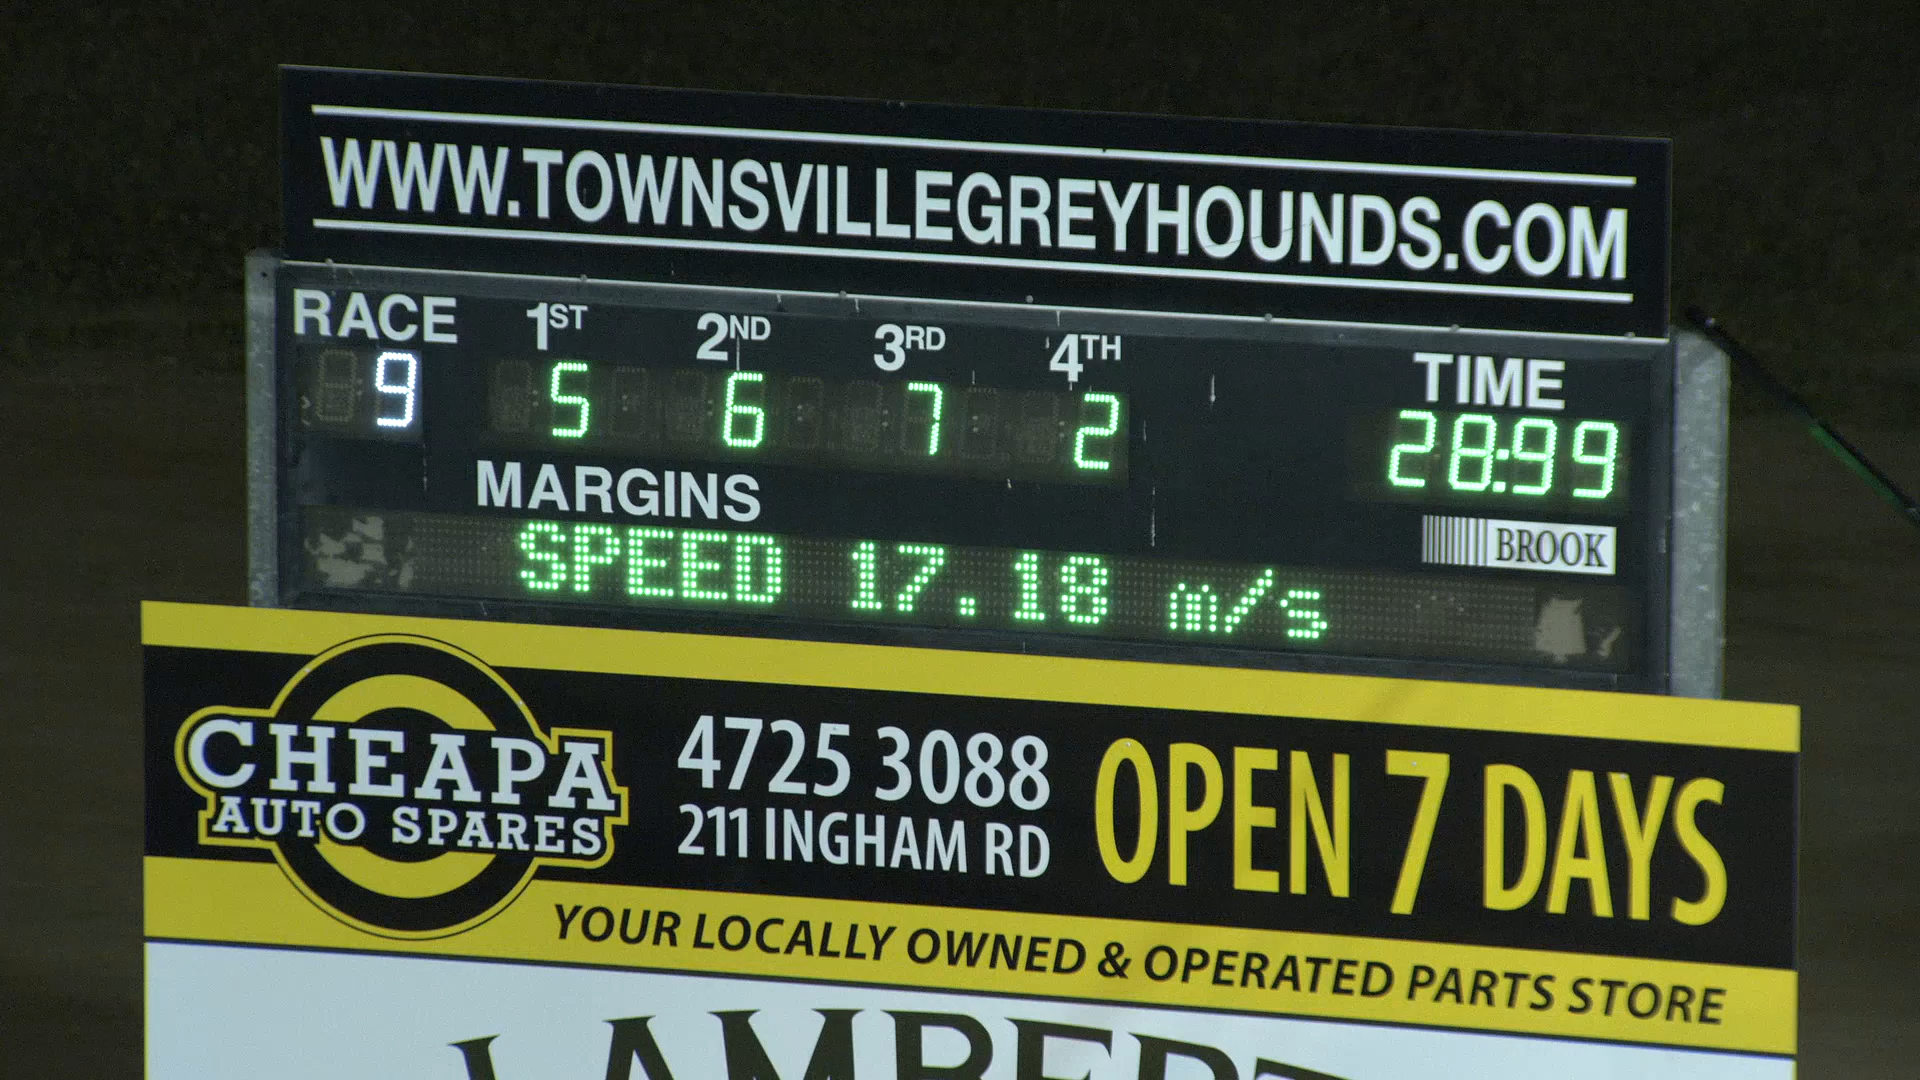 WWW.TOWNSVILLEGREYHOUNDS.COM
RACE 1ST 2ND 3RD 4TH TIME
9 5 6 7 2 28:99
MARGINS
BROOK
SPEED 17.18 m/s
CHEAPA
AUTO SPARES
4725 3088
211 INGHAM RD
OPEN 7 DAYS
YOUR LOCALLY OWNED & OPERATED PARTS STORE